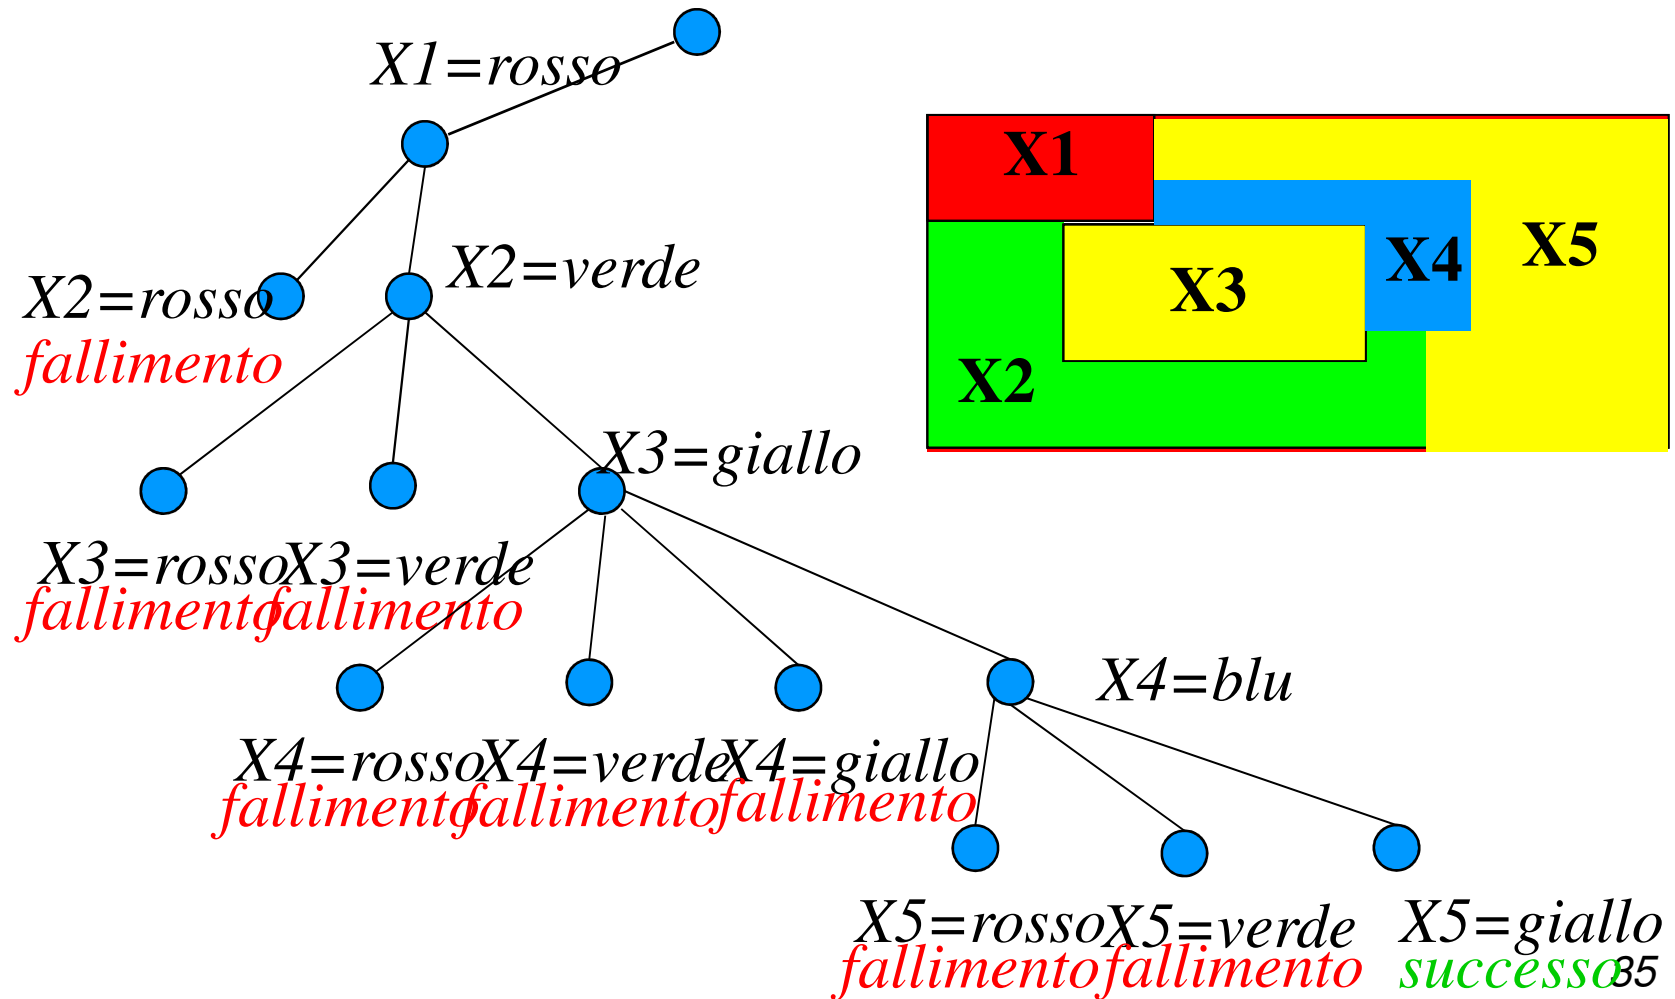 X1=rosso
X1
X2=verde
X5
X4
X3
X2=rosso
fallimento
X2
X3=giallo
X3=rosso X3=verde
fallimento fallimento
X4=blu
X4=rosso X4=verde X4=giallo
fallimento fallimento fallimento
X5=rosso X5=verde X5=giallo
fallimento fallimento successo 35